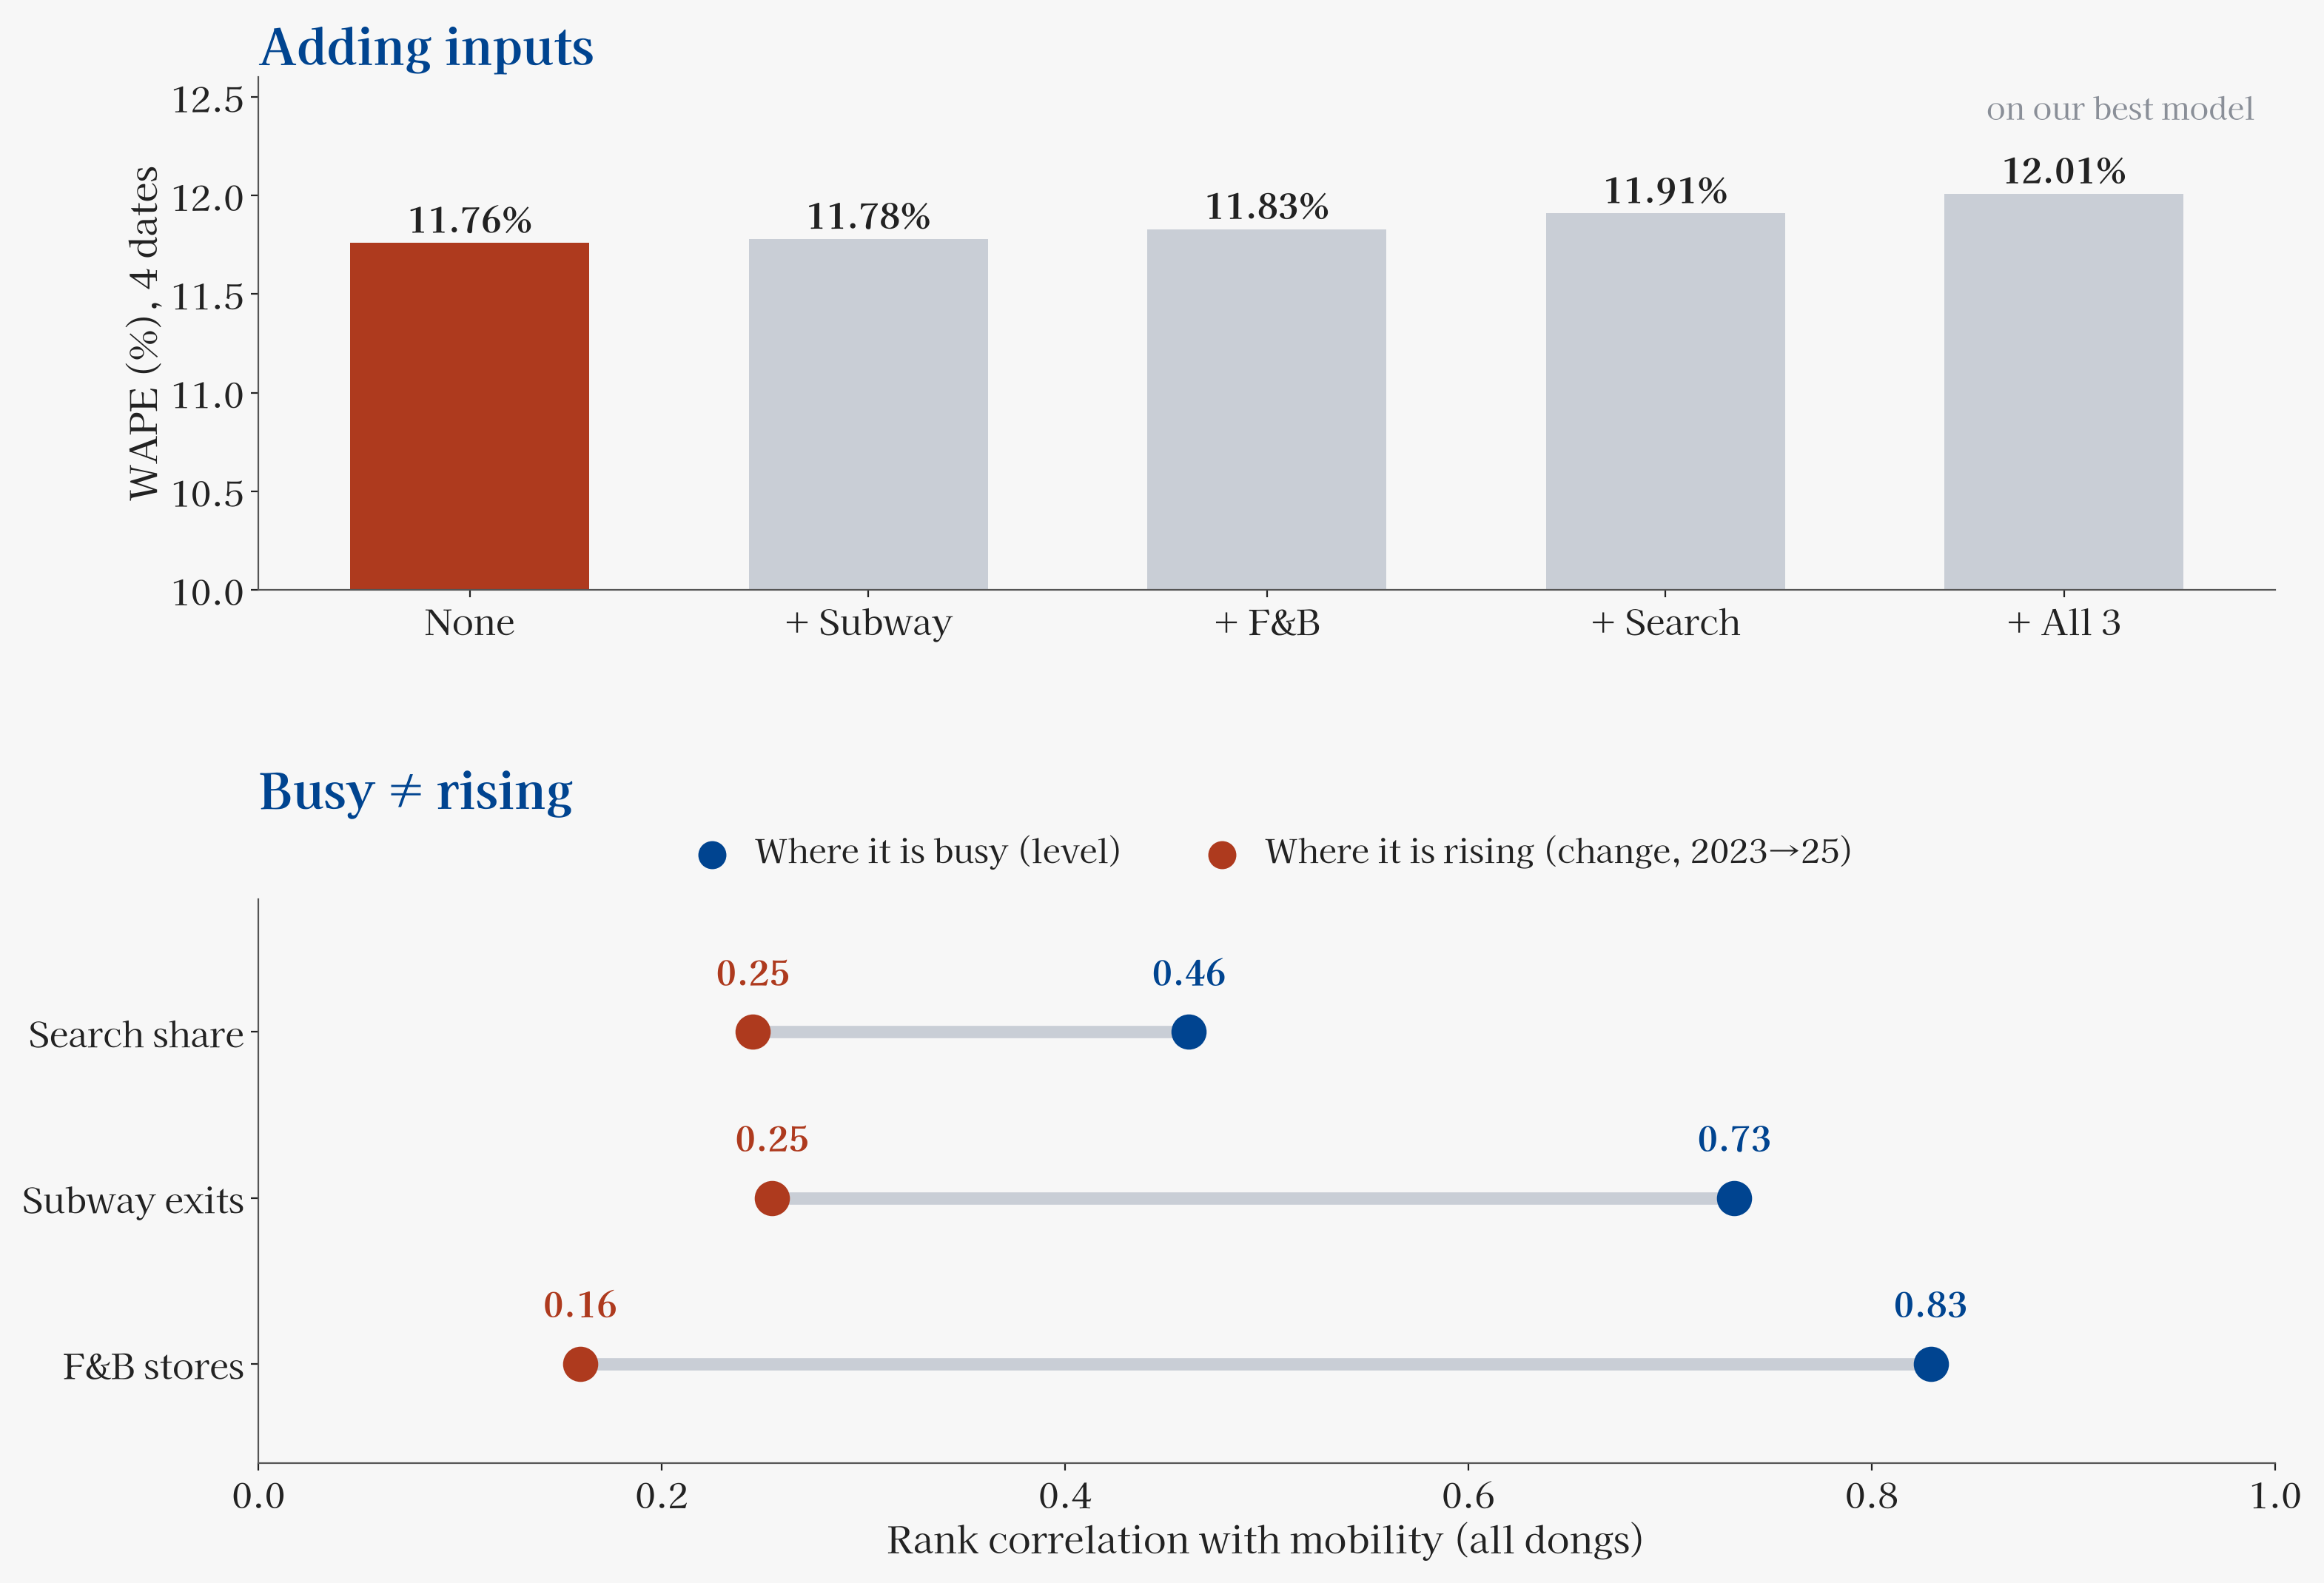 Adding inputs
on our best model
WAPE (%), 4 dates
12.5
12.0
11.5
11.0
10.5
10.0
11.76%
11.78%
11.83%
11.91%
12.01%
None
+ Subway
+ F&B
+ Search
+ All 3
Busy ≠ rising
Where it is busy (level)
Where it is rising (change, 2023→25)
Search share
0.25
0.46
Subway exits
0.25
0.73
F&B stores
0.16
0.83
0.0
0.2
0.4
0.6
0.8
1.0
Rank correlation with mobility (all dongs)